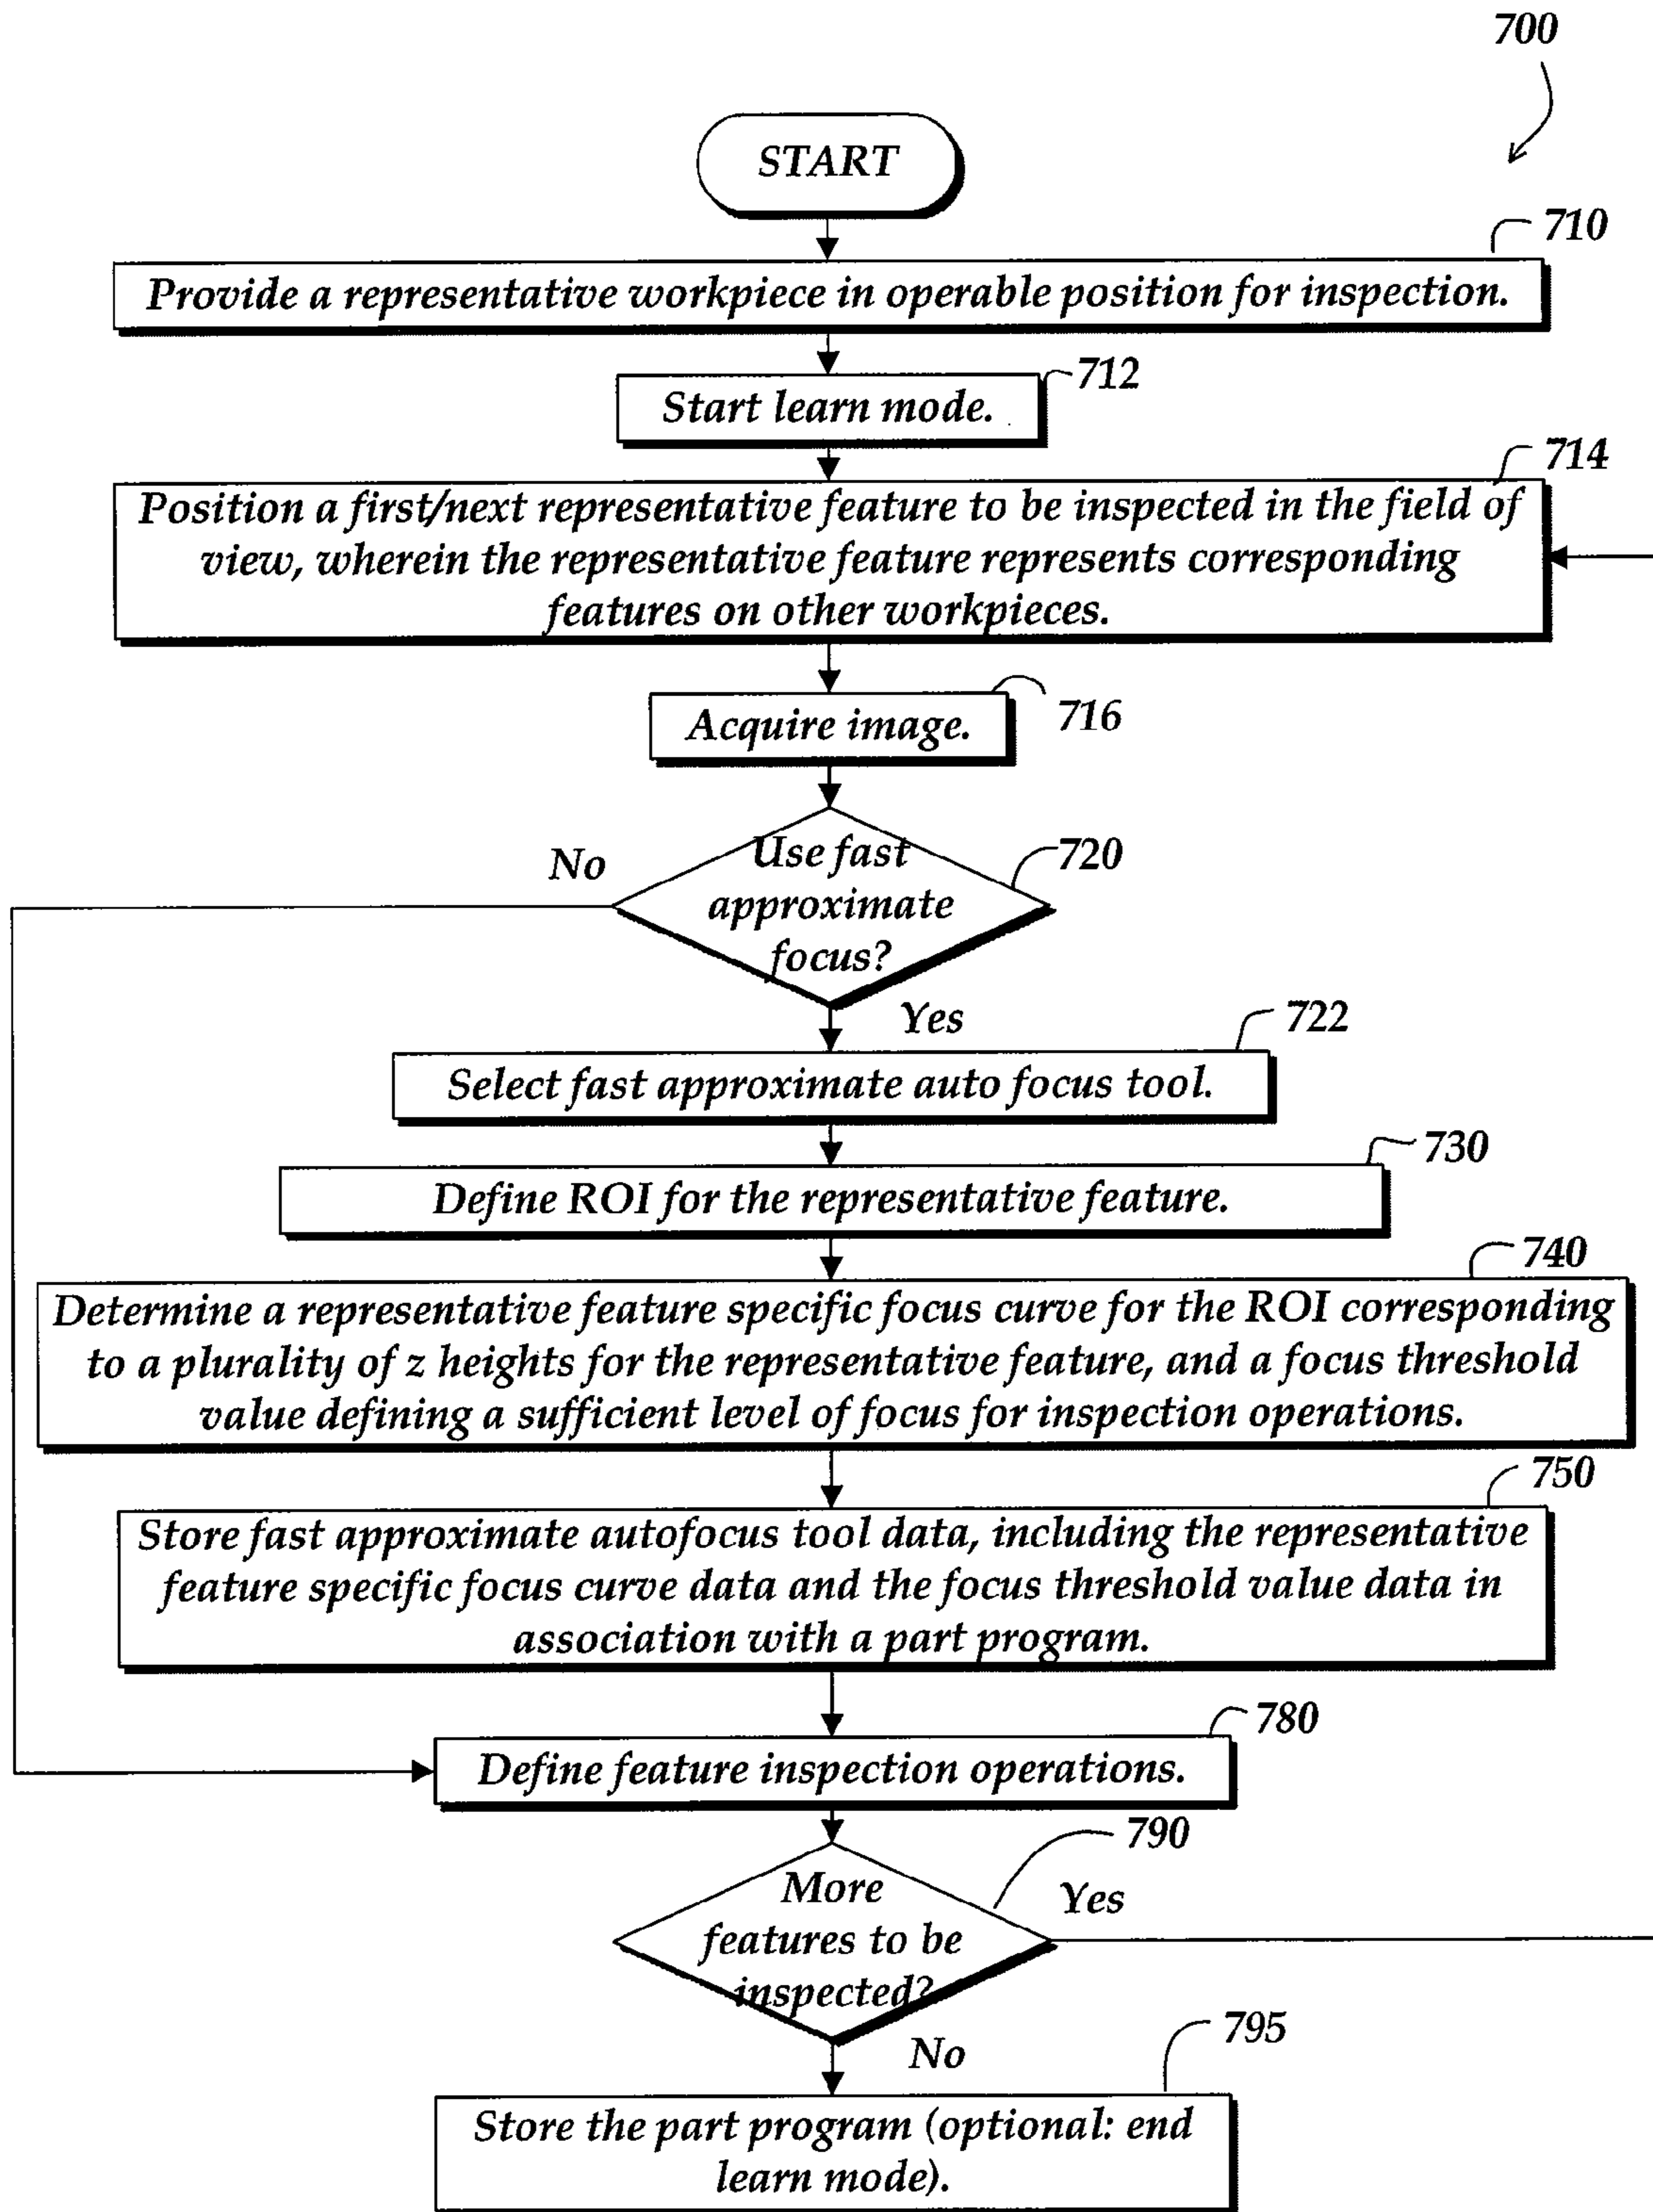 700
START
710
Provide a representative workpiece in operable position for inspection.
712
Start learn mode.
714
Position a first/next representative feature to be inspected in the field of
view, wherein the representative feature represents corresponding
features on other workpieces.
Acquire image.
716
No
Use fast
approximate
focus?
720
Yes
722
Select fast approximate auto focus tool.
730
Define ROI for the representative feature.
740
Determine a representative feature specific focus curve for the ROI corresponding
to a plurality of z heights for the representative feature, and a focus threshold
value defining a sufficient level of focus for inspection operations.
750
Store fast approximate autofocus tool data, including the representative
feature specific focus curve data and the focus threshold value data in
association with a part program.
780
Define feature inspection operations.
790
More
features to be
inspected?
Yes
No
795
Store the part program (optional: end
learn mode).